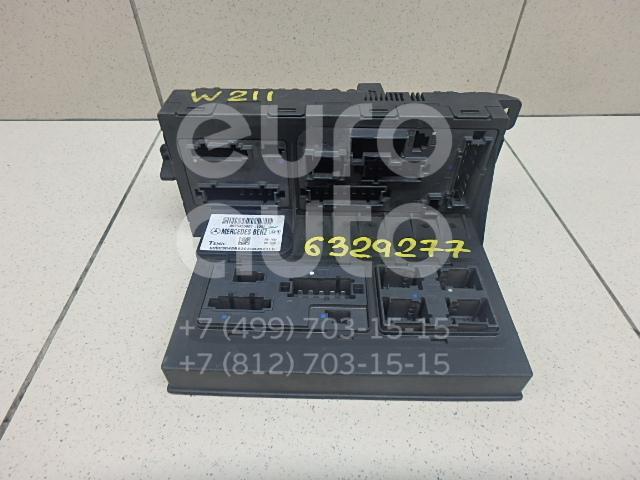 W211
euro
auto
MERCEDES BENZ
6329277
+7 (499) 703-15-15
+7 (812) 703-15-15